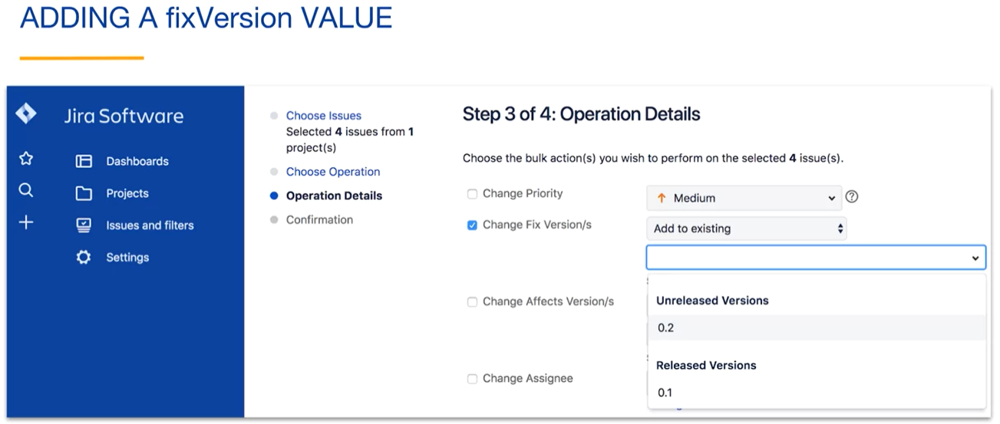 ADDING A fixVersion VALUE
Jira Software
Dashboards
Projects
Issues and filters
Settings
Choose Issues
Selected 4 issues from 1
project(s)
Choose Operation
Operation Details
Confirmation
Step 3 of 4: Operation Details
Choose the bulk action(s) you wish to perform on the selected 4 issue(s).
Change Priority
Medium
?
Change Fix Version/s
Add to existing
Change Affects Version/s
Unreleased Versions
0.2
Released Versions
0.1
Change Assignee